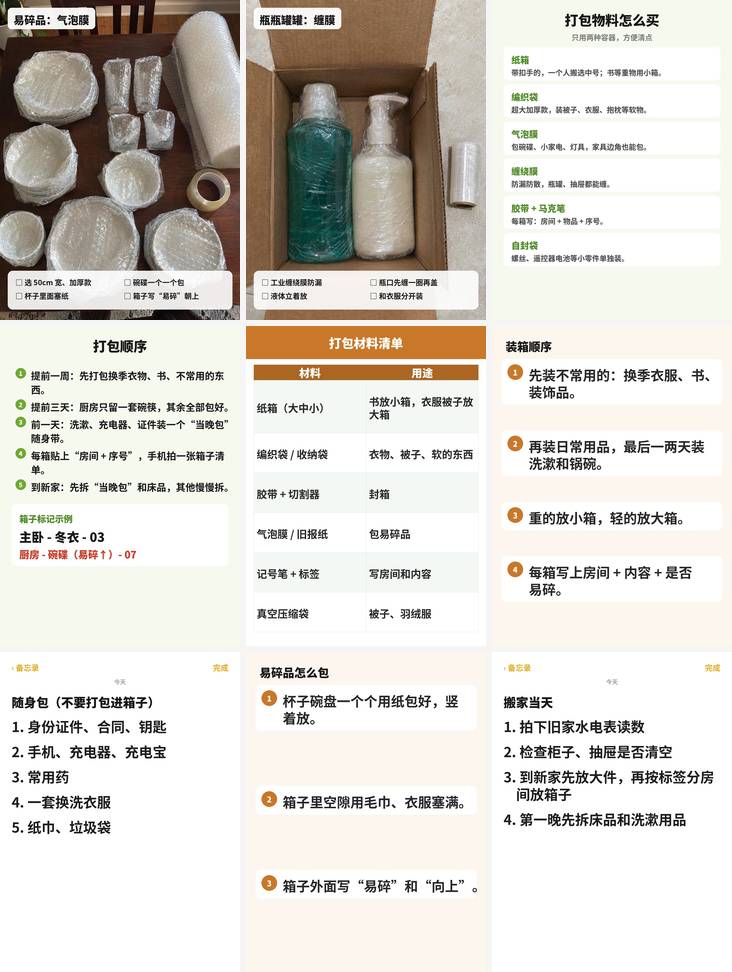 易碎品：气泡膜
□ 选 50cm 宽、加厚款
□ 碗碟一个一个包
□ 杯子里面塞纸
□ 箱子写“易碎”朝上
瓶瓶罐罐：缠膜
□ 工业缠绕膜防漏
□ 瓶口先缠一圈再盖
□ 液体立着放
□ 和衣服分开装
打包物料怎么买
只用两种容器，方便清点
纸箱
带扣手的，一个人搬选中号；书等重物用小箱。
编织袋
超大加厚款，装被子、衣服、抱枕等软物。
气泡膜
包碗碟、小家电、灯具，家具边角也能包。
缠绕膜
防漏防散，瓶罐、抽屉都能缠。
胶带 + 马克笔
每箱写：房间 + 物品 + 序号。
自封袋
螺丝、遥控器电池等小零件单独装。
打包顺序
1 提前一周：先打包换季衣物、书、不常用的东
西。
2 提前三天：厨房只留一套碗筷，其余全部包好。
3 前一天：洗漱、充电器、证件装一个“当晚包”
随身带。
4 每箱贴上“房间 + 序号”，手机拍一张箱子清
单。
5 到新家：先拆“当晚包”和床品，其他慢慢拆。
箱子标记示例
主卧 - 冬衣 - 03
厨房 - 碗碟（易碎↑）- 07
打包材料清单
材料 用途
纸箱（大中小） 书放小箱，衣服被子放
大箱
编织袋 / 收纳袋 衣物、被子、软的东西
胶带 + 切割器 封箱
气泡膜 / 旧报纸 包易碎品
记号笔 + 标签 写房间和内容
真空压缩袋 被子、羽绒服
装箱顺序
1 先装不常用的：换季衣服、书、
装饰品。
2 再装日常用品，最后一两天装
洗漱和锅碗。
3 重的放小箱，轻的放大箱。
4 每箱写上房间 + 内容 + 是否
易碎。
‹ 备忘录 完成
今天
随身包（不要打包进箱子）
1. 身份证件、合同、钥匙
2. 手机、充电器、充电宝
3. 常用药
4. 一套换洗衣服
5. 纸巾、垃圾袋
易碎品怎么包
1 杯子碗盘一个个用纸包好，竖
着放。
2 箱子里空隙用毛巾、衣服塞满。
3 箱子外面写“易碎”和“向上”。
‹ 备忘录 完成
今天
搬家当天
1. 拍下旧家水电表读数
2. 检查柜子、抽屉是否清空
3. 到新家先放大件，再按标签分房
间放箱子
4. 第一晚先拆床品和洗漱用品